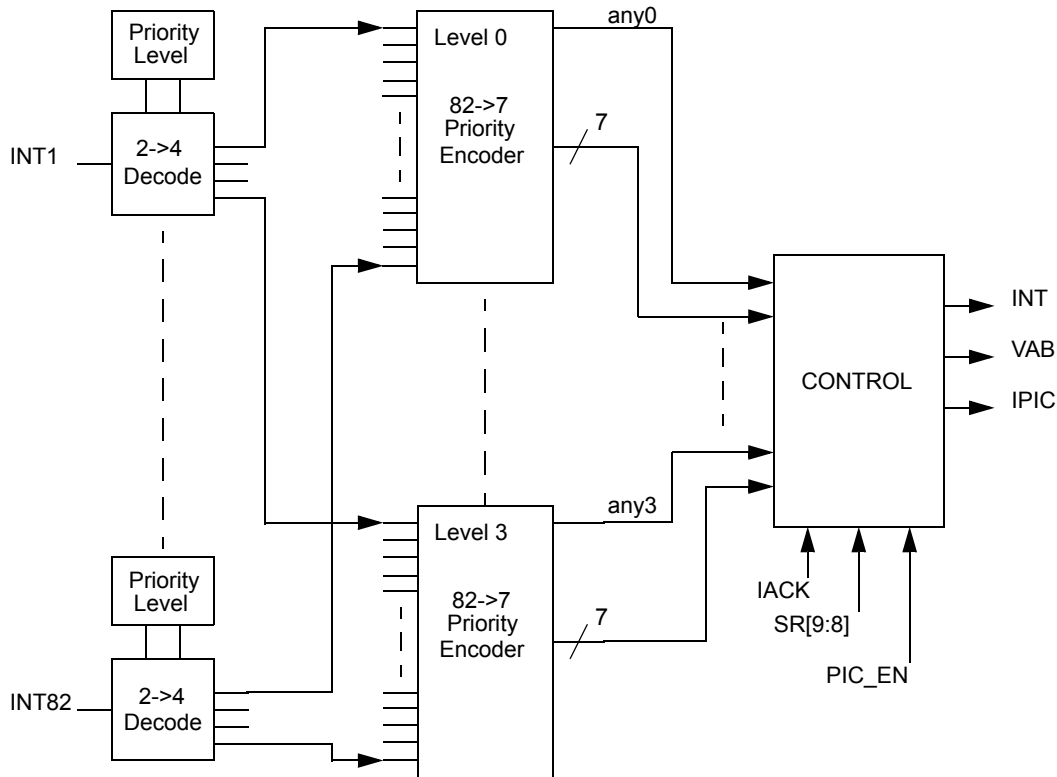 Priority
Level
INT1
2->4
Decode
Level 0
82->7
Priority
Encoder
any0
7
CONTROL
INT
VAB
IPIC
any3
Level 3
82->7
Priority
Encoder
7
IACK
SR[9:8]
PIC_EN
Priority
Level
INT82
2->4
Decode